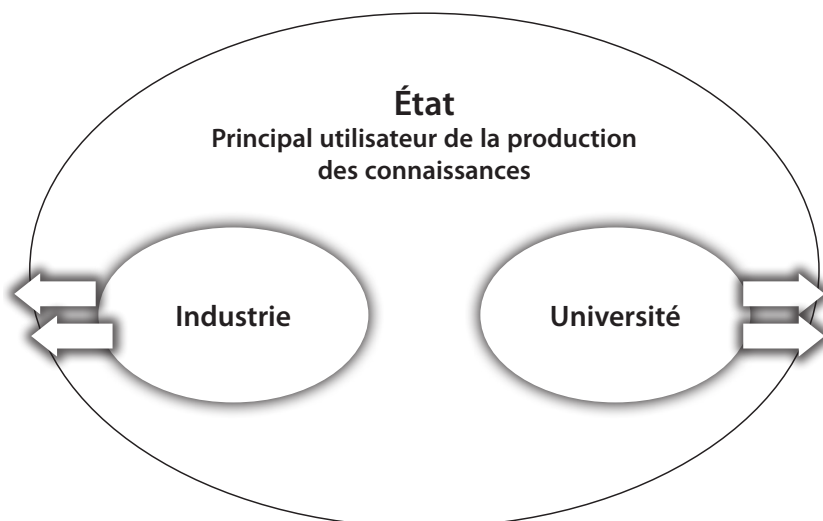 État
Principal utilisateur de la production
des connaissances
Industrie
Université